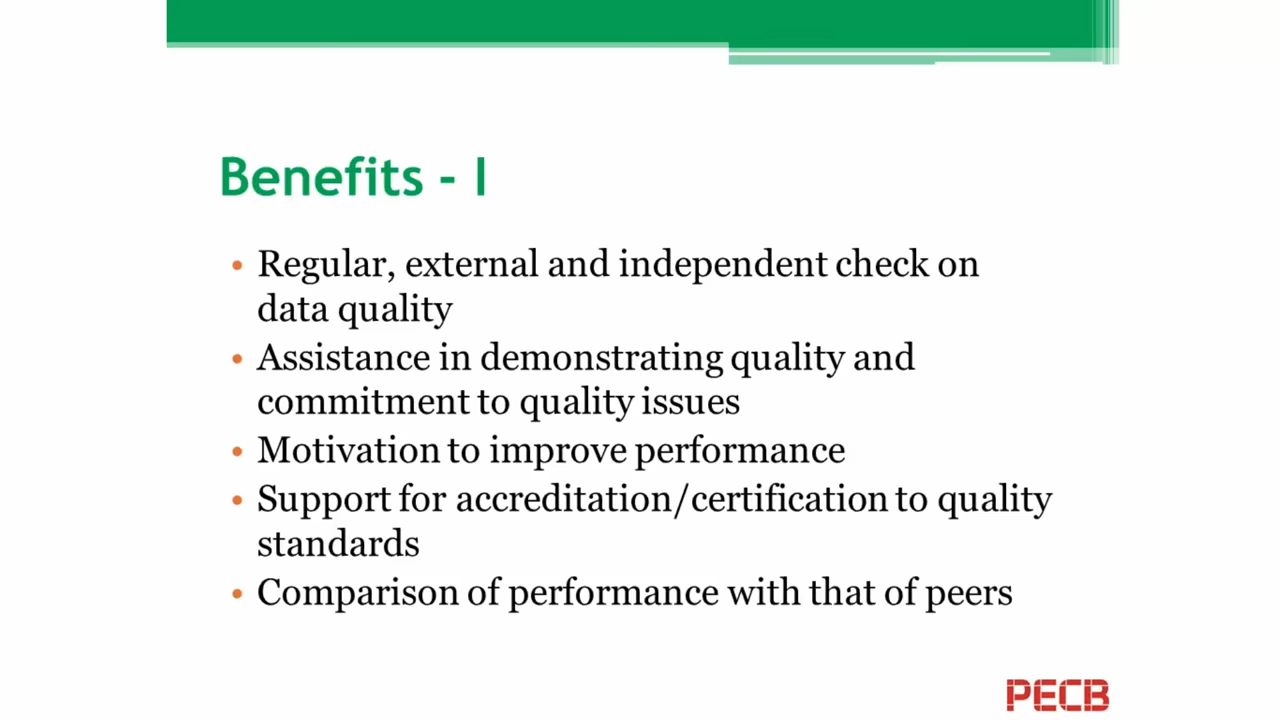 Benefits - I
• Regular, external and independent check on
data quality
• Assistance in demonstrating quality and
commitment to quality issues
• Motivation to improve performance
• Support for accreditation/certification to quality
standards
• Comparison of performance with that of peers
PECB